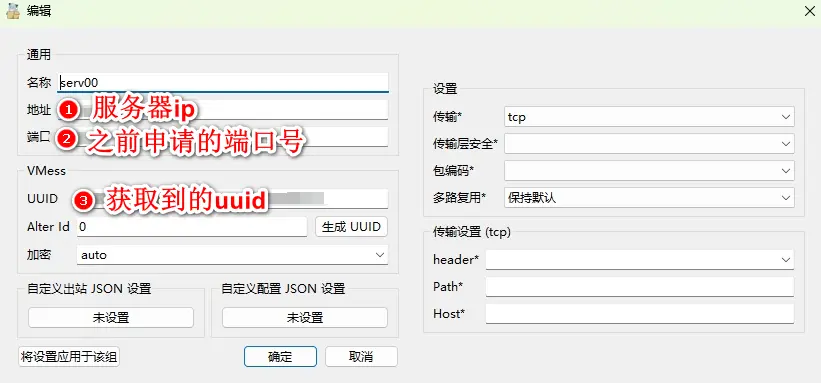 编辑
通用
名称 serv00
地址 1 服务器ip
端口 2 之前申请的端口号
VMess
UUID 3 获取到的uuid
Alter Id 0 生成 UUID
加密 auto
自定义出站 JSON 设置 自定义配置 JSON 设置
未设置 未设置
将设置应用于该组 确定 取消
设置
传输* tcp
传输层安全*
包编码*
多路复用* 保持默认
传输设置 (tcp)
header*
Path*
Host*